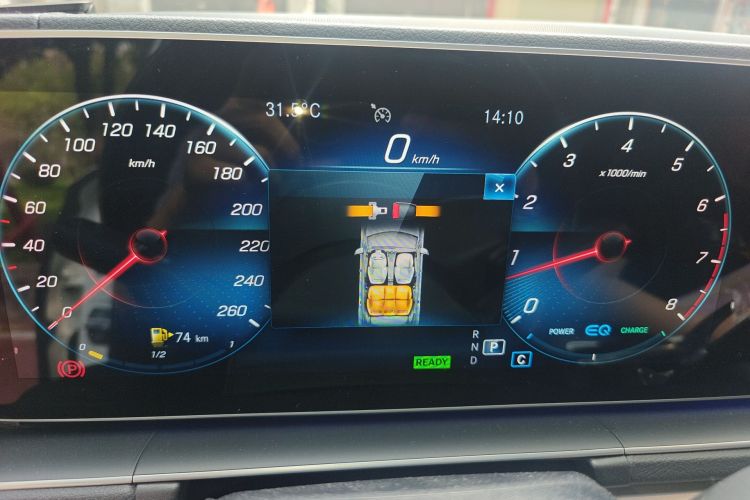 31.5°C
14:10
0 km/h
0
20
40
60
80
100
120
140
160
180
200
220
240
260
km/h
74 km
0
1/2
1
P
×
0
1
2
3
4
5
6
7
8
x1000/min
POWER EQ CHARGE
READY
R
N
D
P
C